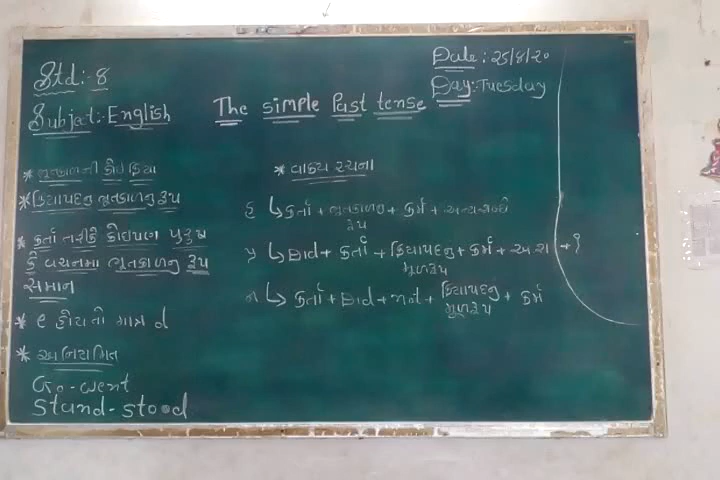 Std:- 8
Date: 25/8/20
Day:- Tuesday
Subject:- English
The simple Past tense
* ભૂતકાળની કોઇ ક્રિયા
* ક્રિયાપદનુ ભૂતકાળનુ રૂપ
* કર્તા તરીકે કોઇપણ પુરુષ
કે વચનમા ભૂતકાળનુ રૂપ
સમાન
* e હોય તો માત્ર d
* અનિયમિત
Go - went
Stand - stood
* વાક્ય રચના
હ ↳ કર્તા + ભૂતકાળનુ + કર્મ + અન્ય શબ્દો
રૂપ
પ્ર ↳ Did + કર્તા + ક્રિયાપદનુ + કર્મ + અ.શ. + ?
મૂળરૂપ
ન ↳ કર્તા + Did + not + ક્રિયાપદનુ + કર્મ
મૂળરૂપ